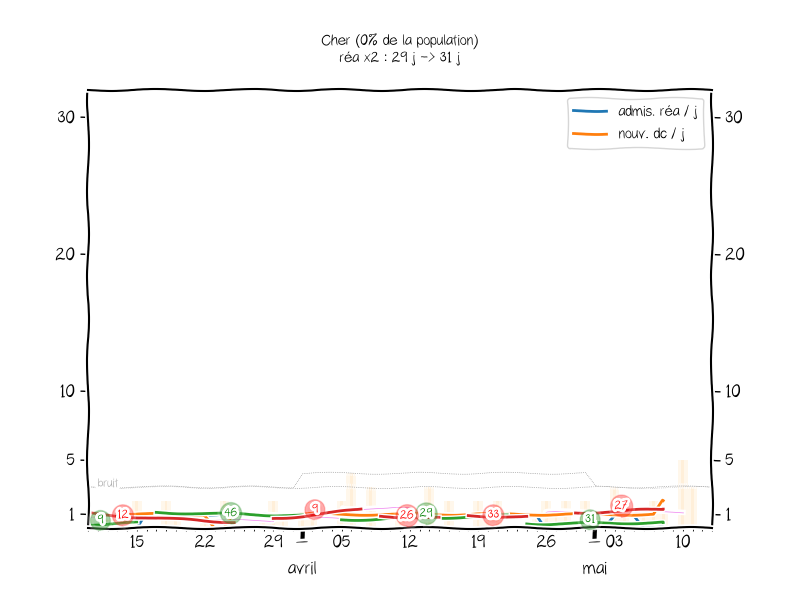 Cher (0% de la population)
réa x2 : 29 j -> 31 j
30 30
admis. réa / j
nouv. dc / j
20 20
10 10
5 5
bruit
1 9 12 46 9 26 29 33 31 27 1
15 22 29 05 12 19 26 03 10
avril mai